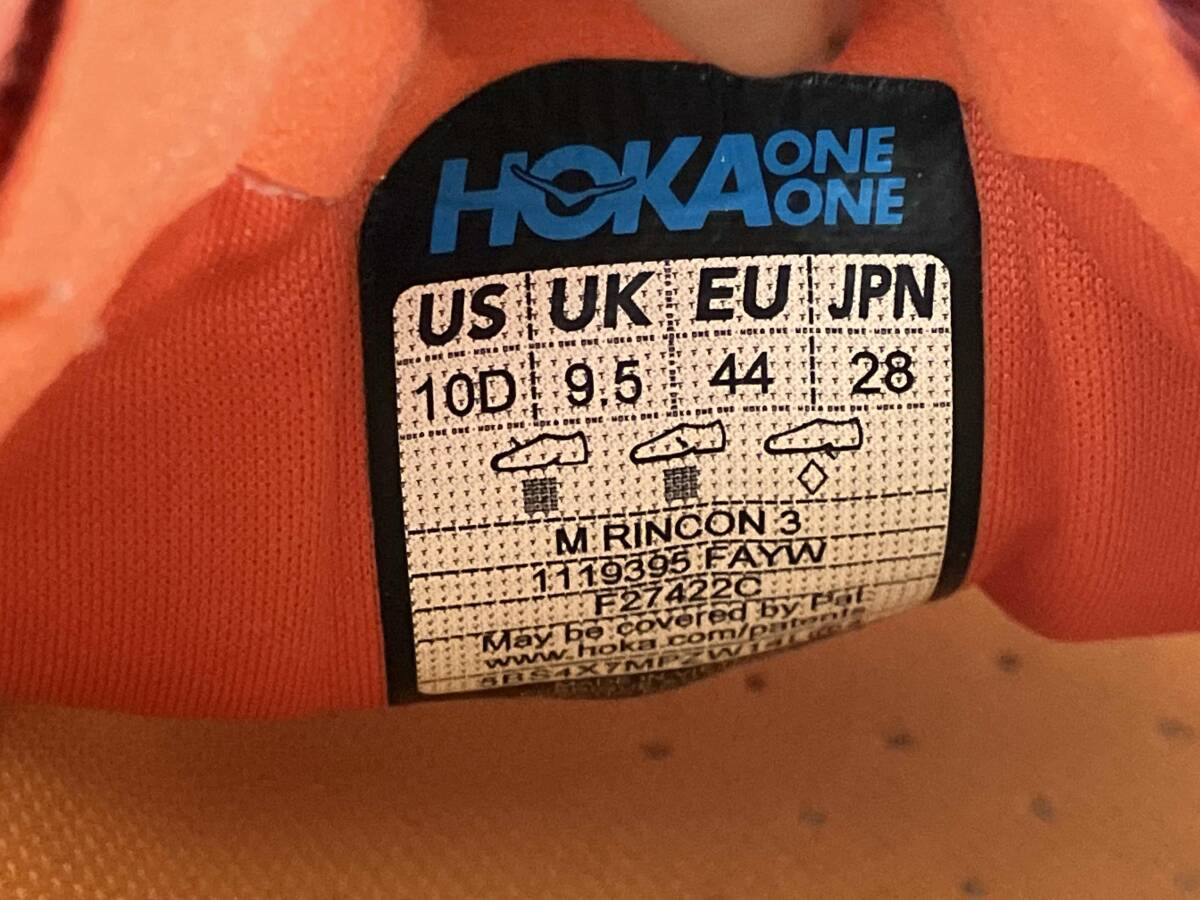 HOKA ONE ONE
US UK EU JPN
10D 9.5 44 28
M RINCON 3
1119395 FAYW
F27422C
May be covered by Pat.
www.hoka.com/patents